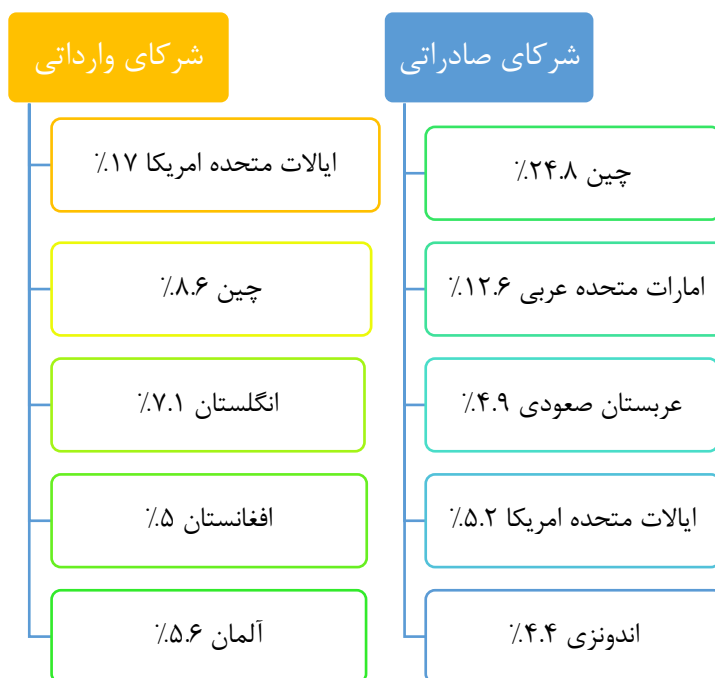 شرکای صادراتی
چین ۲۴.۸٪
امارات متحده عربی ۱۲.۶٪
عربستان صعودی ۴.۹٪
ایالات متحده امریکا ۵.۲٪
اندونزی ۴.۴٪
شرکای وارداتی
ایالات متحده امریکا ۱۷٪
چین ۸.۶٪
انگلستان ۷.۱٪
افغانستان ۵٪
آلمان ۵.۶٪